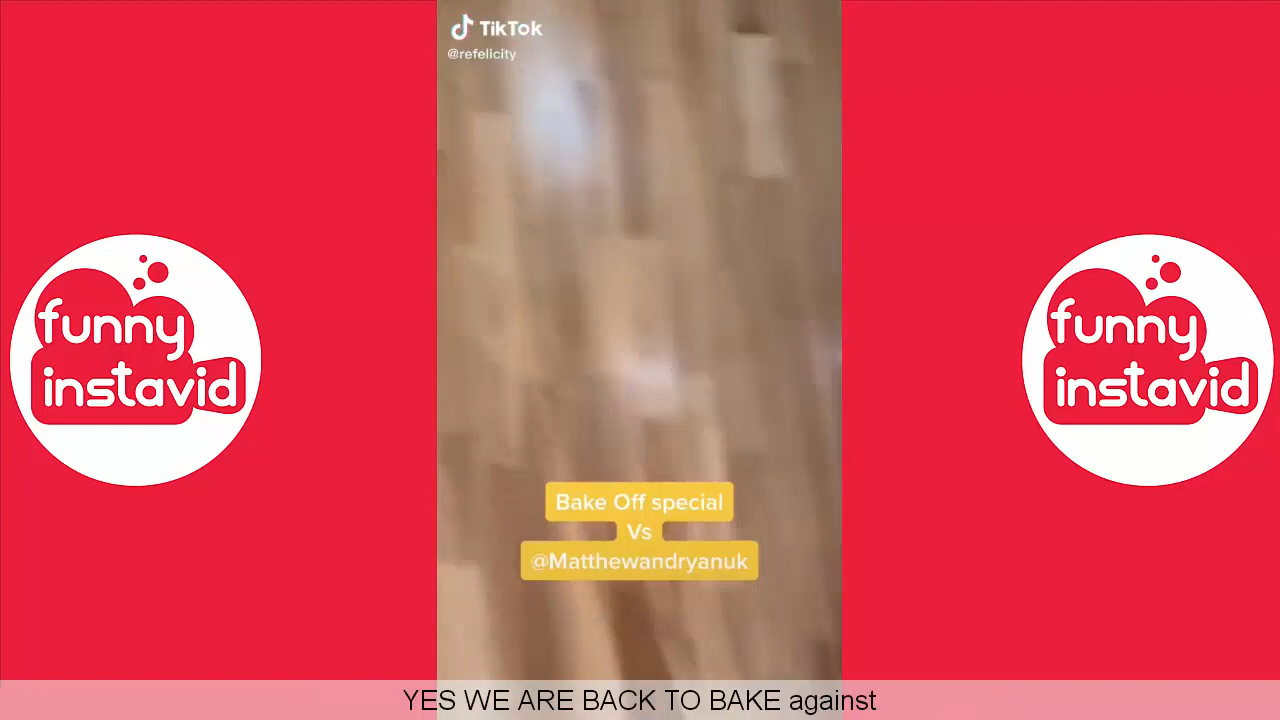 TikTok
@refelicity
funny
instavid
funny
instavid
Bake Off special
Vs
@Matthewandryanuk
YES WE ARE BACK TO BAKE against